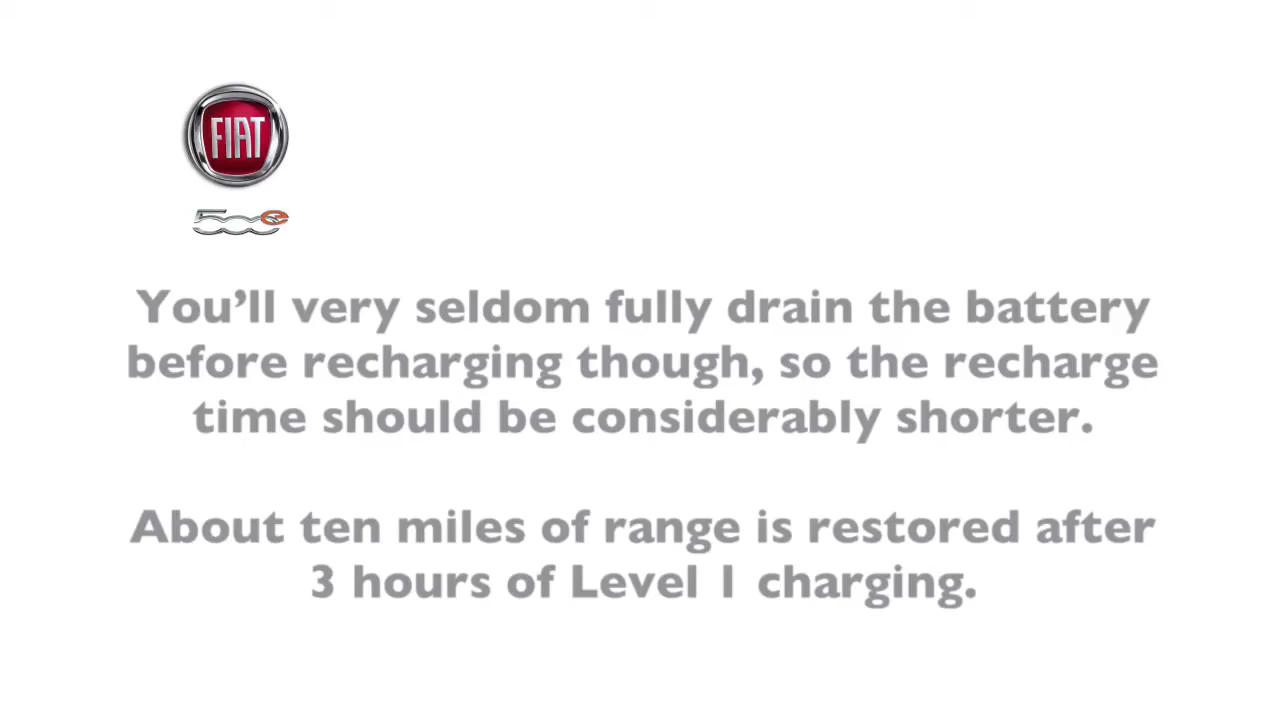 FIAT
500e
You’ll very seldom fully drain the battery
before recharging though, so the recharge
time should be considerably shorter.
About ten miles of range is restored after
3 hours of Level 1 charging.